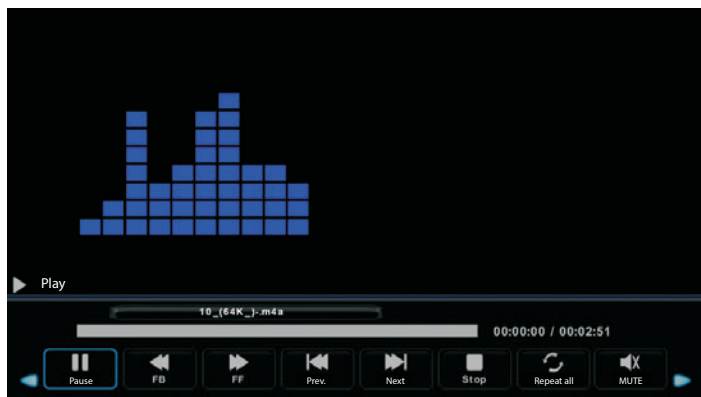 Play
10_(64K_)-.m4a
00:00:00 / 00:02:51
Pause FB FF Prev. Next Stop Repeat all MUTE